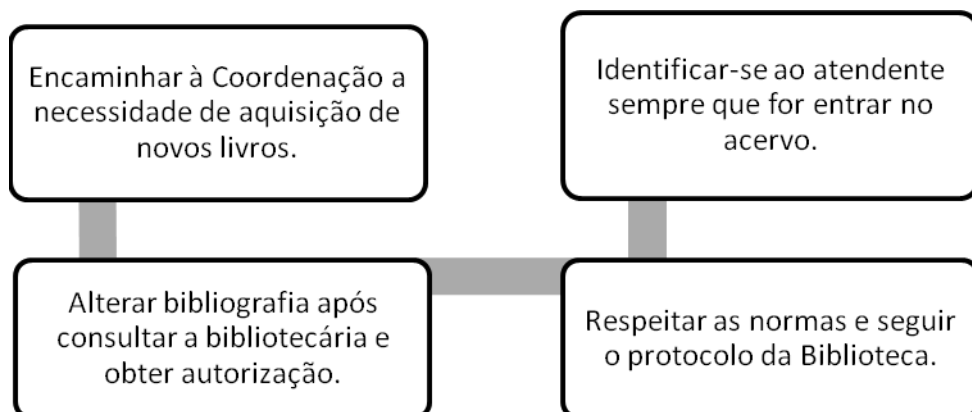 Encaminhar à Coordenação a
necessidade de aquisição de
novos livros.
Alterar bibliografia após
consultar a bibliotecária e
obter autorização.
Respeitar as normas e seguir
o protocolo da Biblioteca.
Identificar-se ao atendente
sempre que for entrar no
acervo.